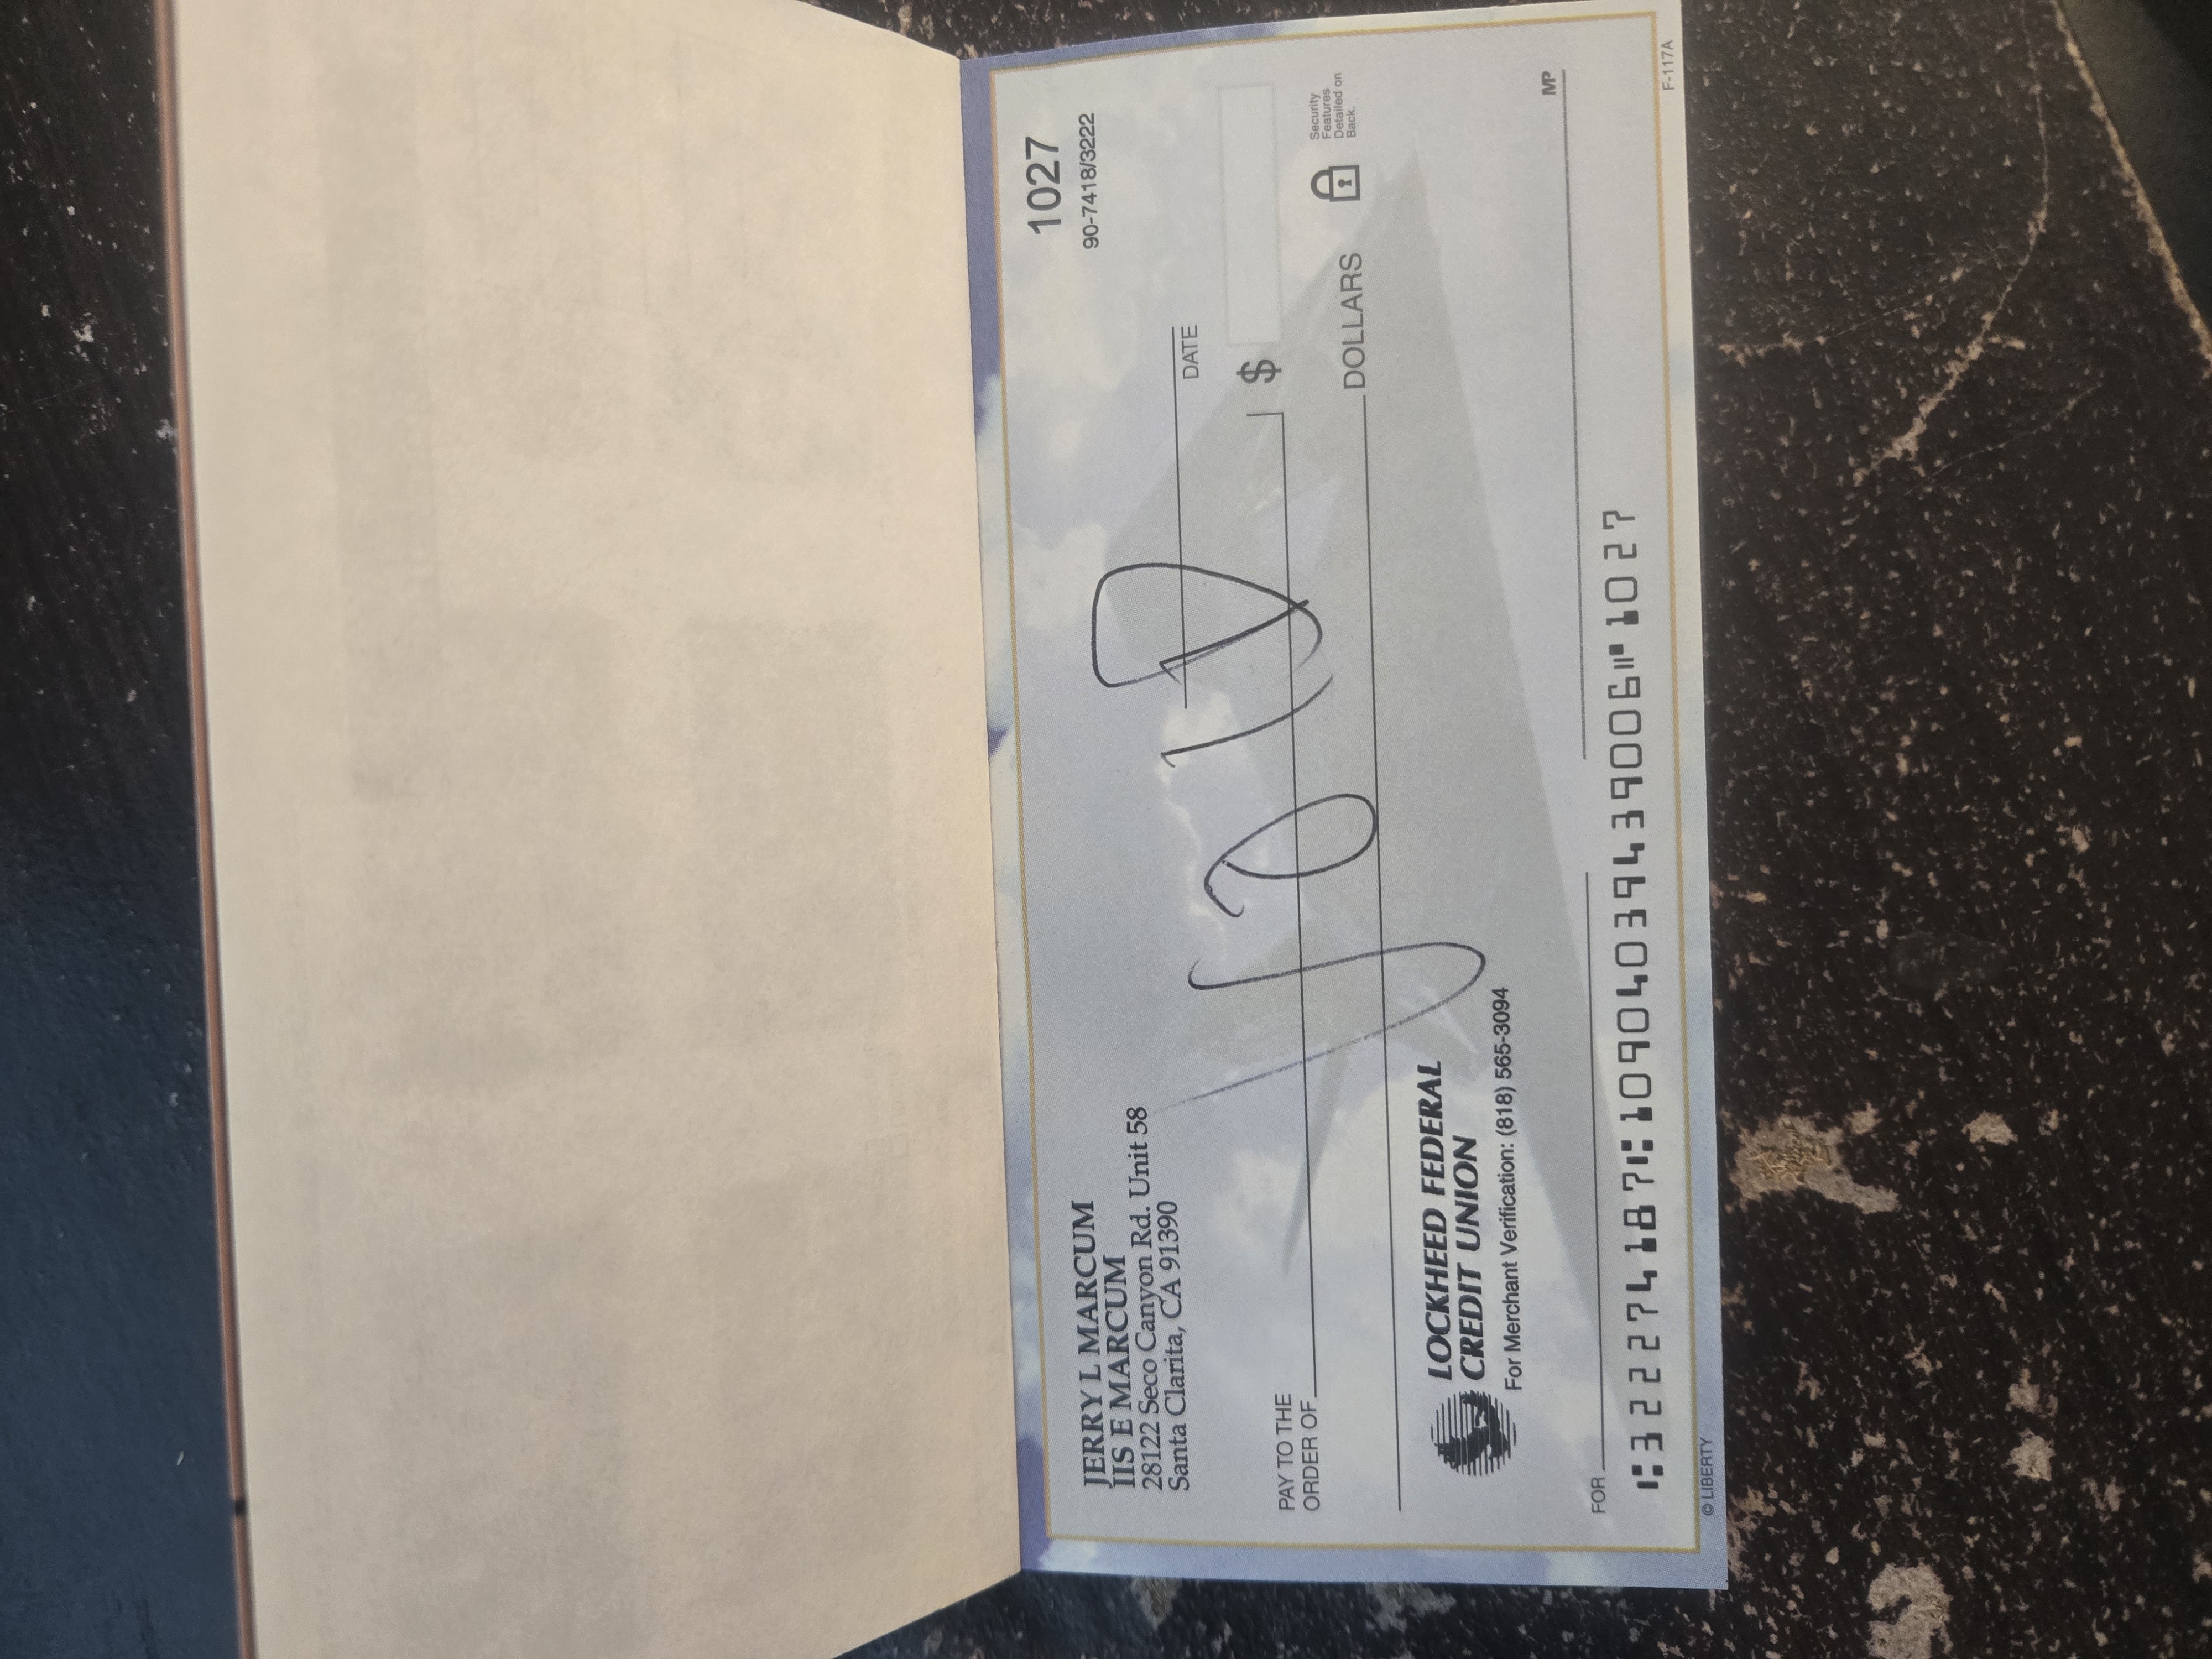 1027
90-7418/3222
JERRY L MARCUM
IIS E MARCUM
28122 Seco Canyon Rd. Unit 58
Santa Clarita, CA 91390
DATE
PAY TO THE
ORDER OF
$
VOID
DOLLARS
Security
Features
Detailed on
Back.
LOCKHEED FEDERAL
CREDIT UNION
For Merchant Verification: (818) 565-3094
FOR
MP
⑆322274187⑆10904039439006⑈1027
© LIBERTY
F-117A